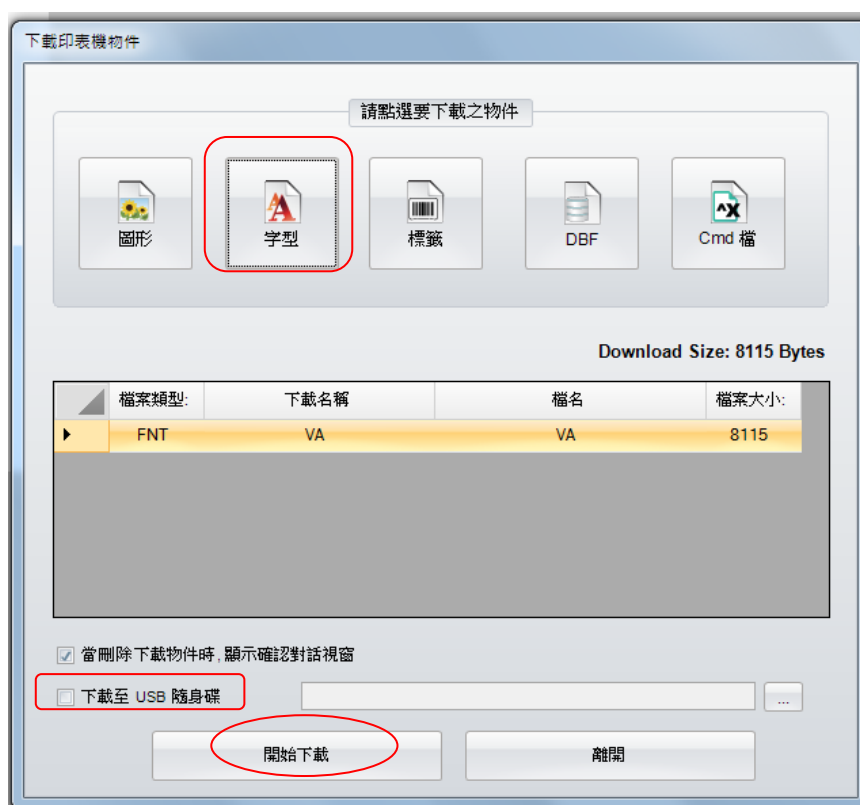 下載印表機物件
請點選要下載之物件
圖形 字型 標籤 DBF Cmd 檔
Download Size: 8115 Bytes
檔案類型: 下載名稱 檔名 檔案大小:
FNT VA VA 8115
當刪除下載物件時,顯示確認對話視窗
下載至 USB 隨身碟 ...
開始下載 離開